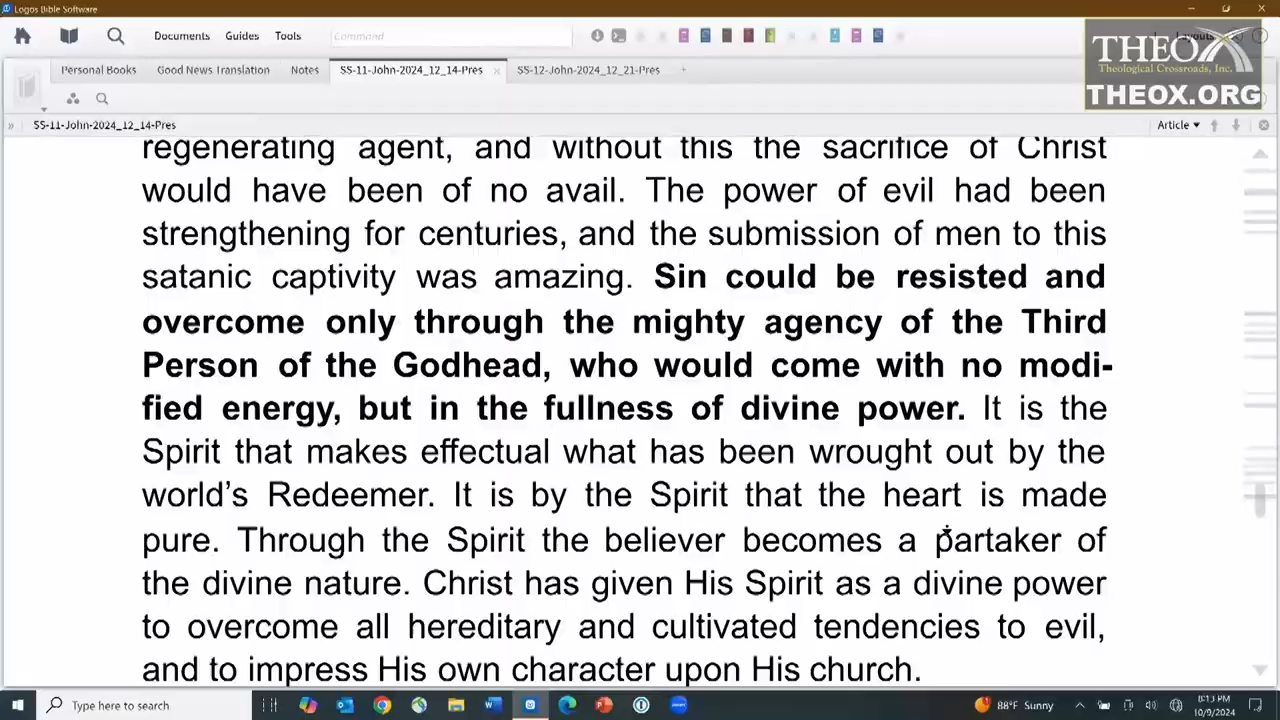 Logos Bible Software
Documents Guides Tools Command
THEOX
Theological Crossroads, Inc.
THEOX.ORG
Personal Books Good News Translation Notes SS-11-John-2024_12_14-Pres SS-12-John-2024_12_21-Pres
SS-11-John-2024_12_14-Pres Article
regenerating agent, and without this the sacrifice of Christ
would have been of no avail. The power of evil had been
strengthening for centuries, and the submission of men to this
satanic captivity was amazing. Sin could be resisted and
overcome only through the mighty agency of the Third
Person of the Godhead, who would come with no modi-
fied energy, but in the fullness of divine power. It is the
Spirit that makes effectual what has been wrought out by the
world’s Redeemer. It is by the Spirit that the heart is made
pure. Through the Spirit the believer becomes a partaker of
the divine nature. Christ has given His Spirit as a divine power
to overcome all hereditary and cultivated tendencies to evil,
and to impress His own character upon His church.
Type here to search 88°F Sunny 8:13 PM
10/9/2024